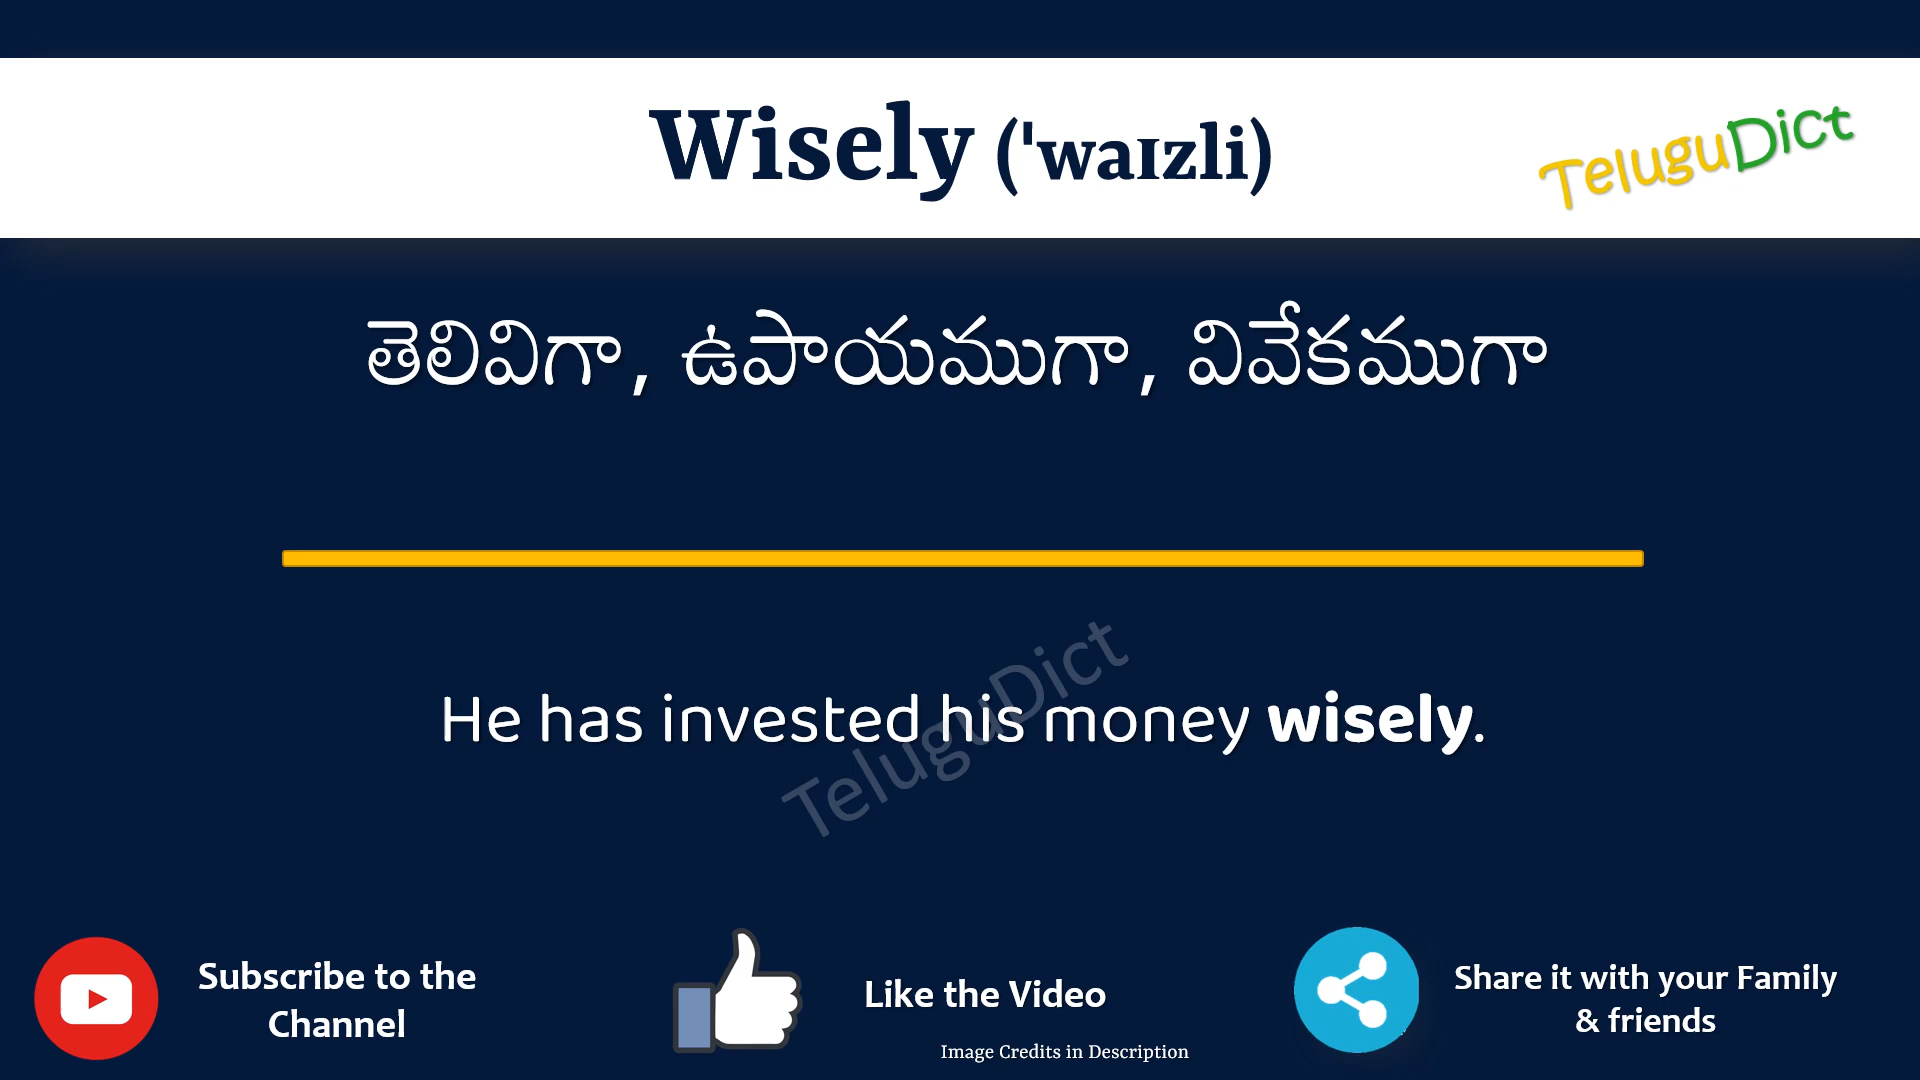 Wisely (ˈwaɪzli)
TeluguDict
తెలివిగా, ఉపాయముగా, వివేకముగా
He has invested his money wisely.
TeluguDict
Subscribe to the
Channel
Like the Video
Share it with your Family
& friends
Image Credits in Description